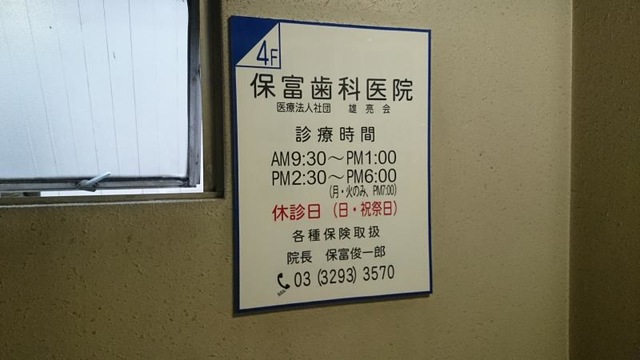 4F
保富歯科医院
医療法人社団 雄亮会
診療時間
AM9:30～PM1:00
PM2:30～PM6:00
(月・火のみ、PM7:00)
休診日 (日・祝祭日)
各種保険取扱
院長 保富俊一郎
03 (3293) 3570